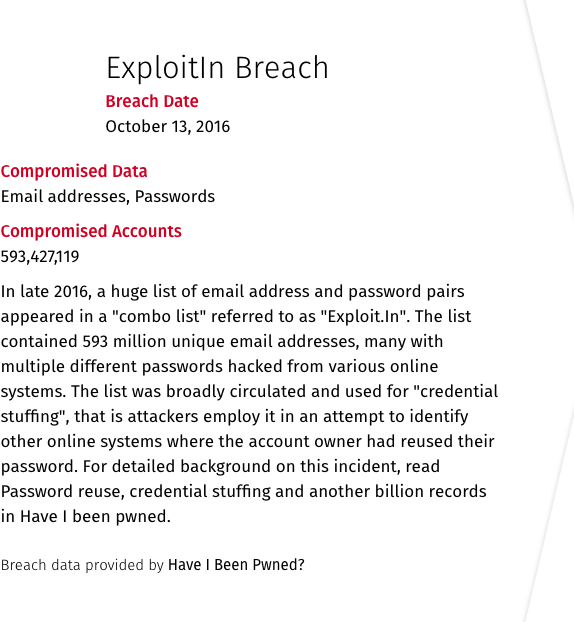 ExploitIn Breach
Breach Date
October 13, 2016
Compromised Data
Email addresses, Passwords
Compromised Accounts
593,427,119
In late 2016, a huge list of email address and password pairs
appeared in a "combo list" referred to as "Exploit.In". The list
contained 593 million unique email addresses, many with
multiple different passwords hacked from various online
systems. The list was broadly circulated and used for "credential
stuffing", that is attackers employ it in an attempt to identify
other online systems where the account owner had reused their
password. For detailed background on this incident, read
Password reuse, credential stuffing and another billion records
in Have I been pwned.
Breach data provided by Have I Been Pwned?